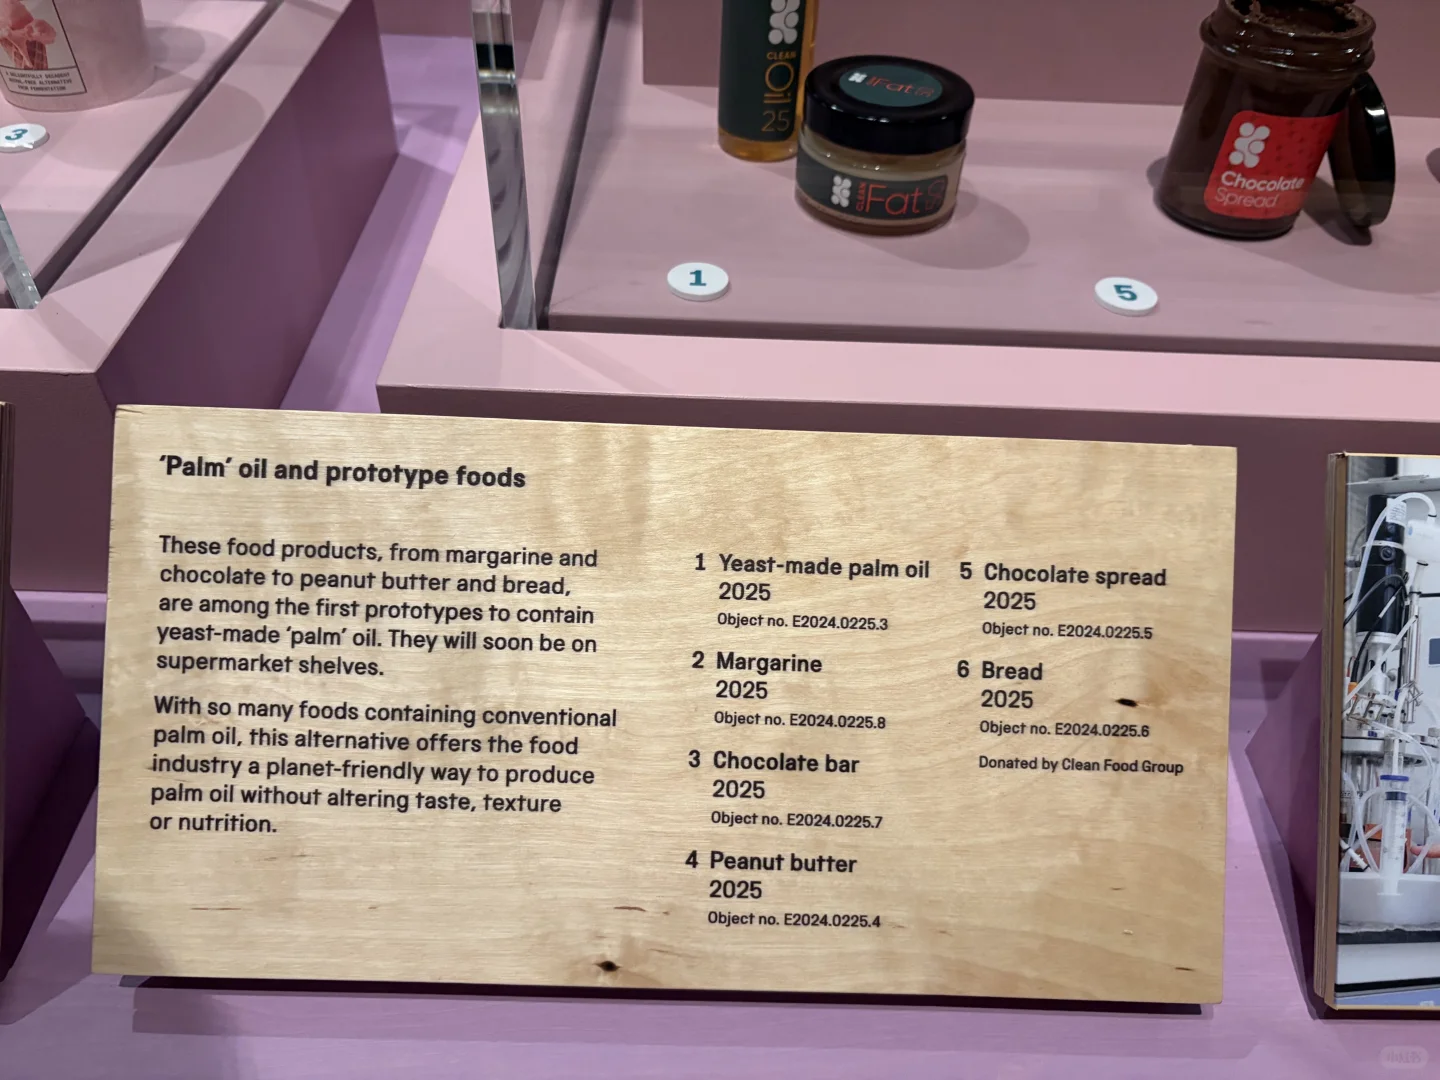 A DELIGHTFULLY DECADENT
3
CLEAN
OIL
25
Fat
CLEAN
Fat
Chocolate
Spread
1
5
‘Palm’ oil and prototype foods
These food products, from margarine and
chocolate to peanut butter and bread,
are among the first prototypes to contain
yeast-made ‘palm’ oil. They will soon be on
supermarket shelves.
With so many foods containing conventional
palm oil, this alternative offers the food
industry a planet-friendly way to produce
palm oil without altering taste, texture
or nutrition.
1 Yeast-made palm oil
2025
Object no. E2024.0225.3
2 Margarine
2025
Object no. E2024.0225.8
3 Chocolate bar
2025
Object no. E2024.0225.7
4 Peanut butter
2025
Object no. E2024.0225.4
5 Chocolate spread
2025
Object no. E2024.0225.5
6 Bread
2025
Object no. E2024.0225.6
Donated by Clean Food Group